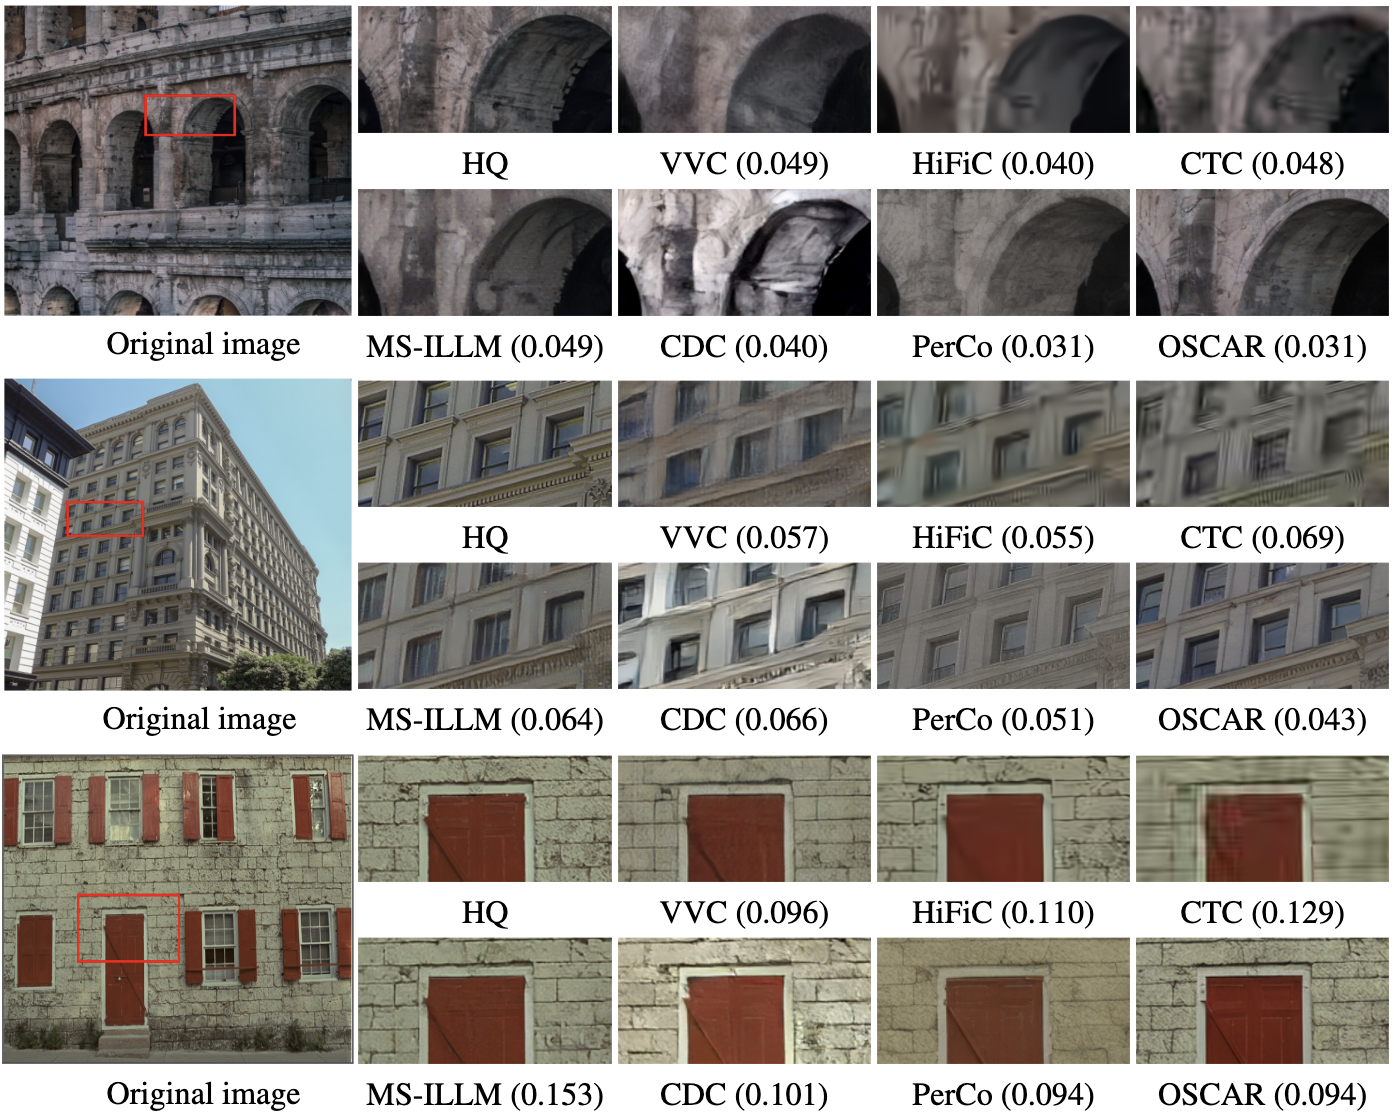 HQ VVC (0.049) HiFiC (0.040) CTC (0.048)
Original image MS-ILLM (0.049) CDC (0.040) PerCo (0.031) OSCAR (0.031)
HQ VVC (0.057) HiFiC (0.055) CTC (0.069)
Original image MS-ILLM (0.064) CDC (0.066) PerCo (0.051) OSCAR (0.043)
HQ VVC (0.096) HiFiC (0.110) CTC (0.129)
Original image MS-ILLM (0.153) CDC (0.101) PerCo (0.094) OSCAR (0.094)